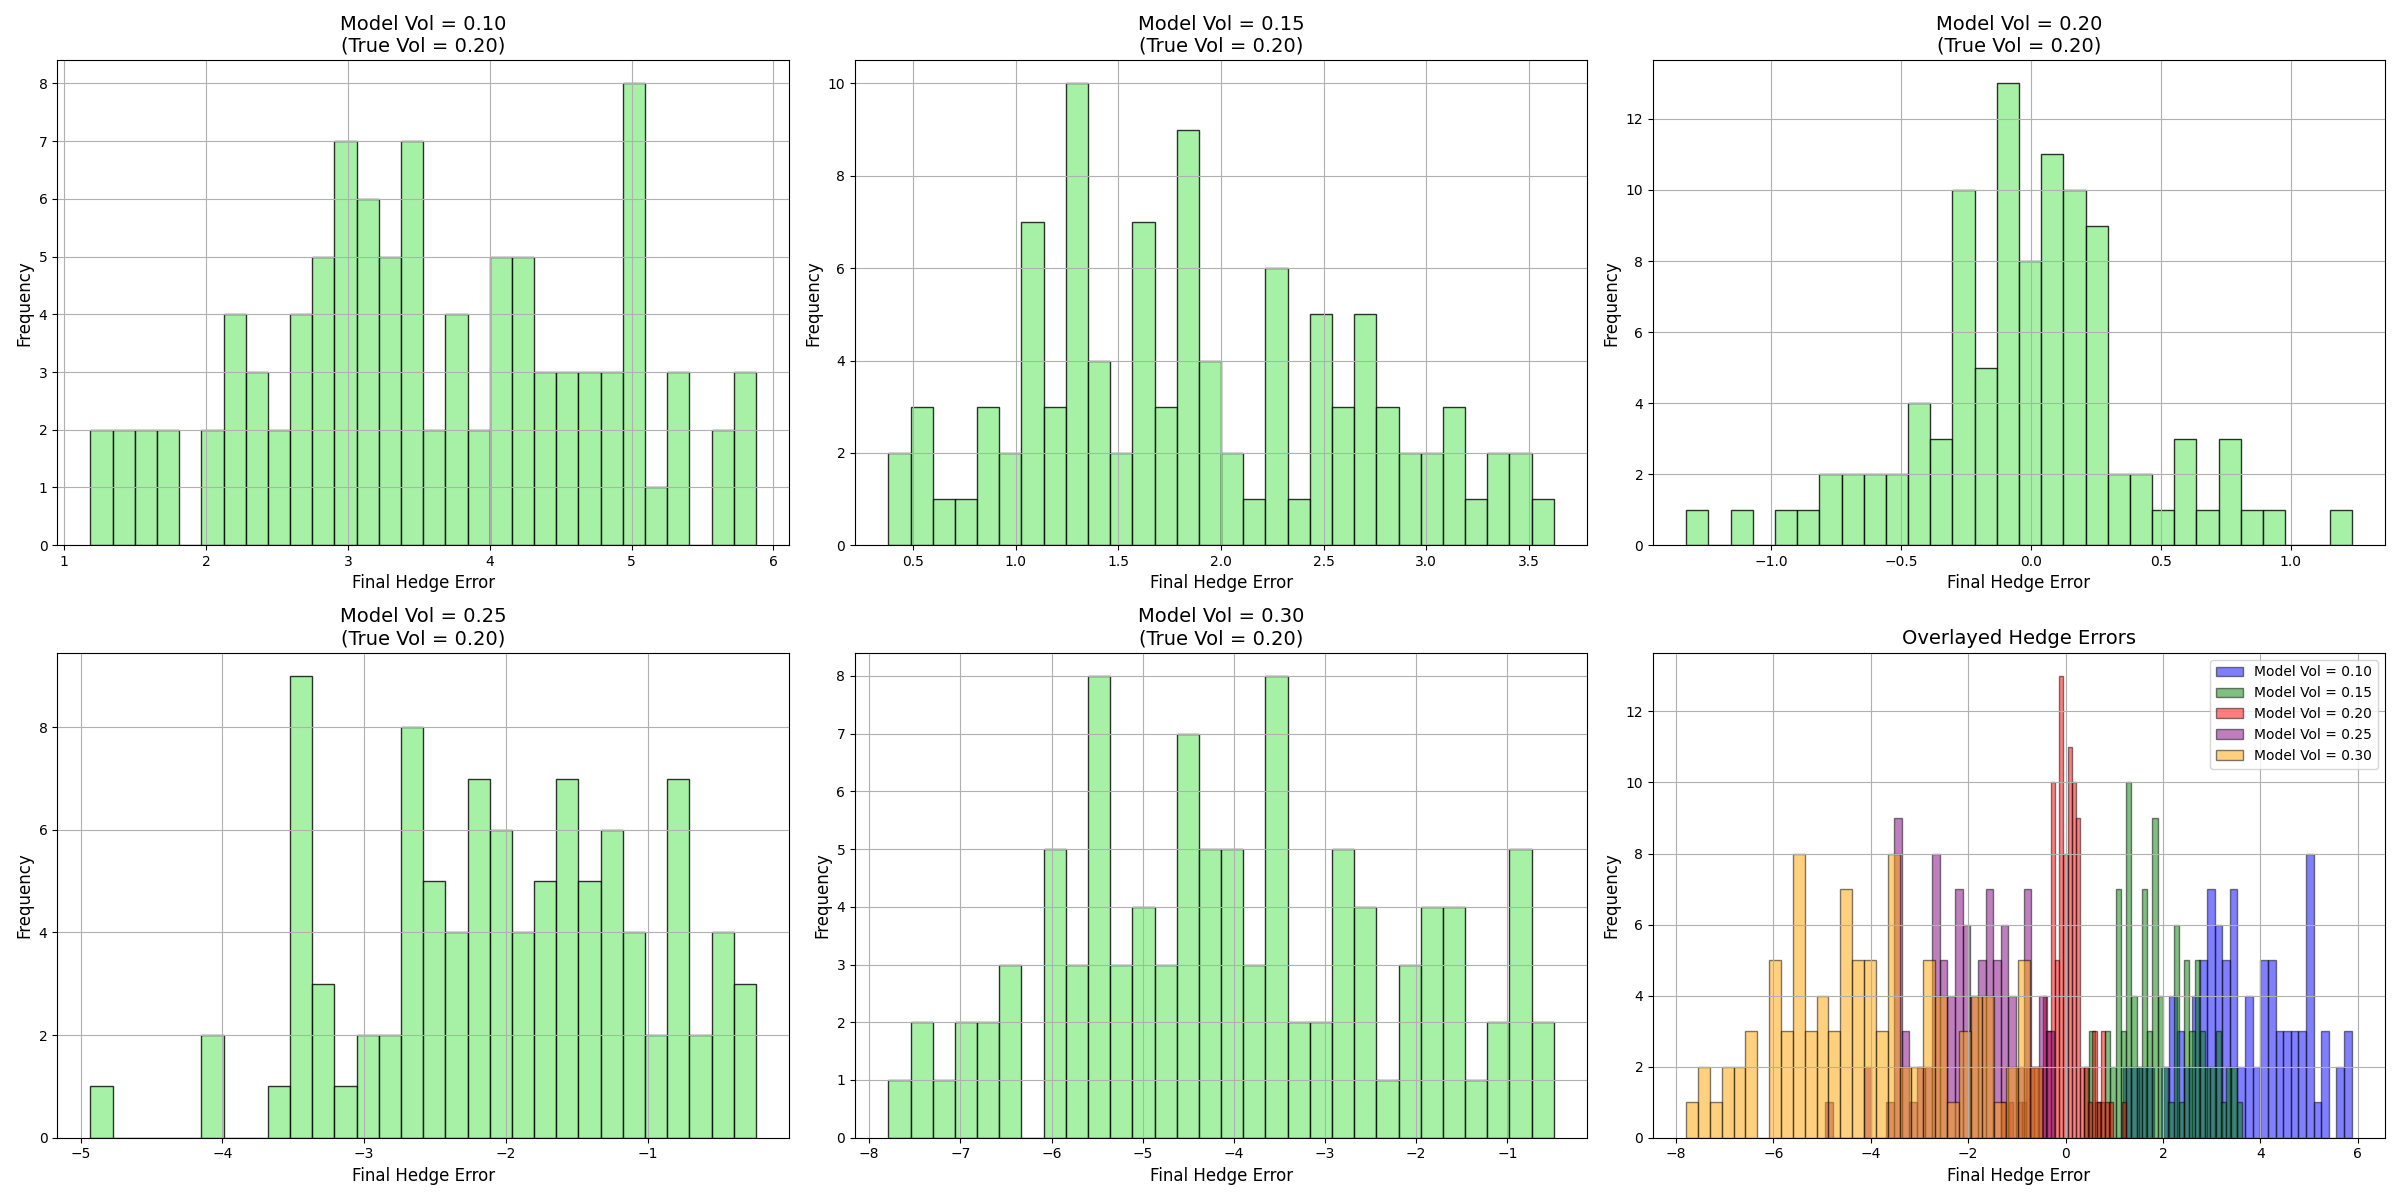 Model Vol = 0.10
(True Vol = 0.20)
Frequency
8
7
6
5
4
3
2
1
0
1 2 3 4 5 6
Final Hedge Error
Model Vol = 0.15
(True Vol = 0.20)
Frequency
10
8
6
4
2
0
0.5 1.0 1.5 2.0 2.5 3.0 3.5
Final Hedge Error
Model Vol = 0.20
(True Vol = 0.20)
Frequency
12
10
8
6
4
2
0
−1.0 −0.5 0.0 0.5 1.0
Final Hedge Error
Model Vol = 0.25
(True Vol = 0.20)
Frequency
8
6
4
2
0
−5 −4 −3 −2 −1
Final Hedge Error
Model Vol = 0.30
(True Vol = 0.20)
Frequency
8
7
6
5
4
3
2
1
0
−8 −7 −6 −5 −4 −3 −2 −1
Final Hedge Error
Overlayed Hedge Errors
Model Vol = 0.10
Model Vol = 0.15
Model Vol = 0.20
Model Vol = 0.25
Model Vol = 0.30
Frequency
12
10
8
6
4
2
0
−8 −6 −4 −2 0 2 4 6
Final Hedge Error